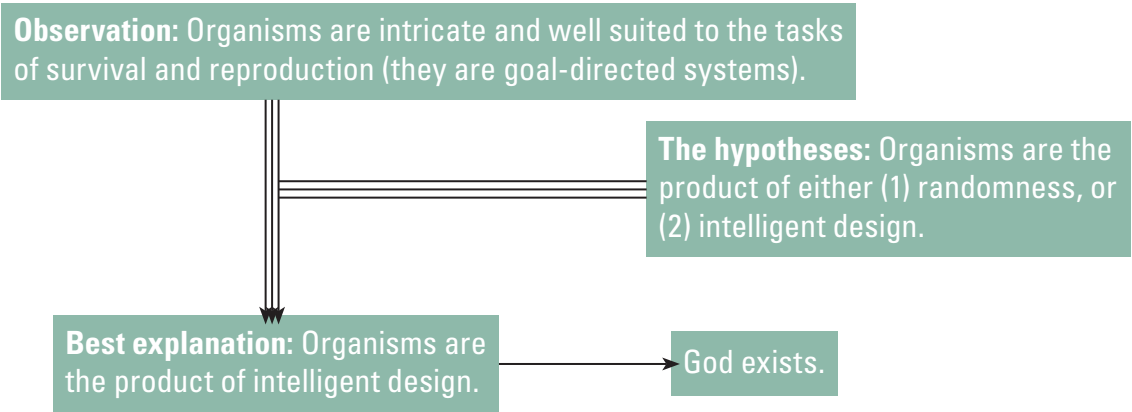 Observation: Organisms are intricate and well suited to the tasks
of survival and reproduction (they are goal-directed systems).
The hypotheses: Organisms are the
product of either (1) randomness, or
(2) intelligent design.
Best explanation: Organisms are
the product of intelligent design.
God exists.